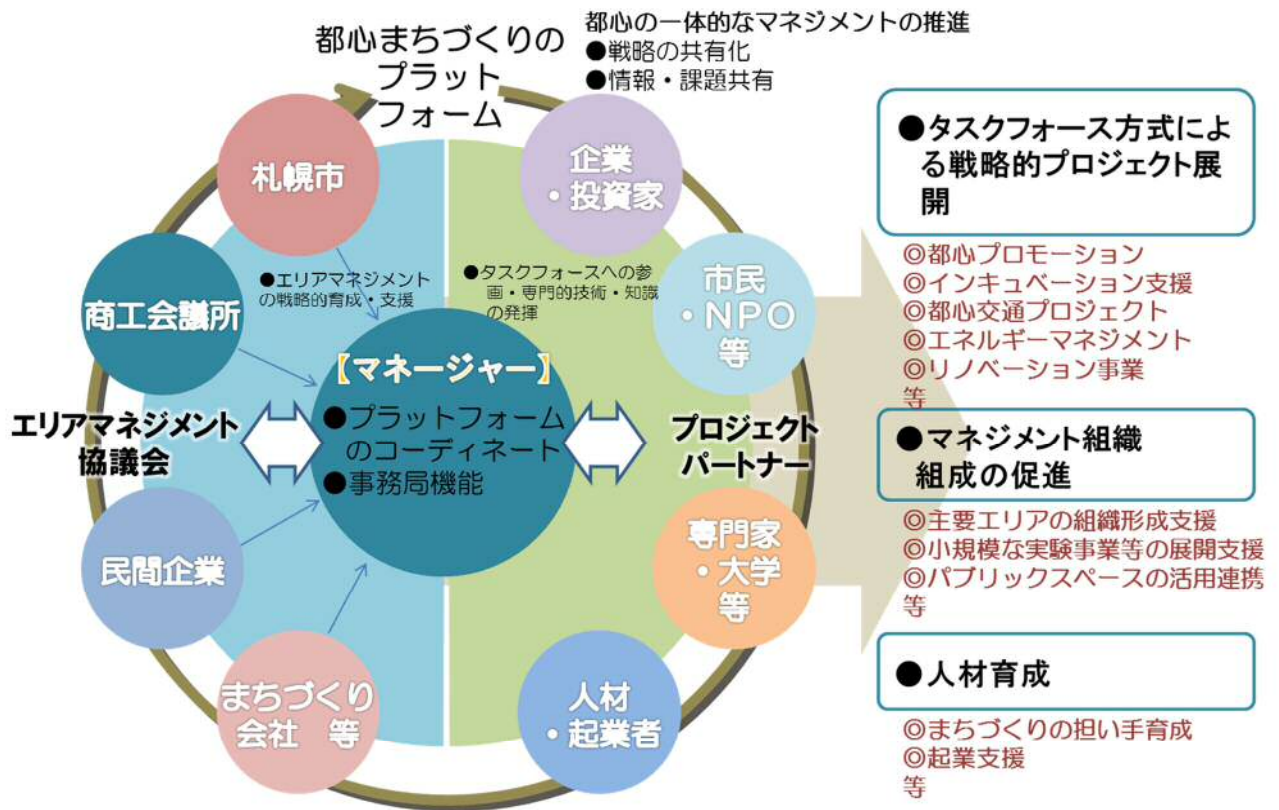 都心まちづくりの
プラット
フォーム
都心の一体的なマネジメントの推進
●戦略の共有化
●情報・課題共有
札幌市
商工会議所
エリアマネジメント
協議会
民間企業
まちづくり
会社　等
●エリアマネジメント
の戦略的育成・支援
【マネージャー】
●プラットフォーム
のコーディネート
●事務局機能
●タスクフォースへの参
画・専門的技術・知識
の発揮
企業
・投資家
市民
・ＮＰＯ
等
プロジェクト
パートナー
専門家
・大学
等
人材
・起業者
●タスクフォース方式によ
る戦略的プロジェクト展
開
◎都心プロモーション
◎インキュベーション支援
◎都心交通プロジェクト
◎エネルギーマネジメント
◎リノベーション事業
等
●マネジメント組織
組成の促進
◎主要エリアの組織形成支援
◎小規模な実験事業等の展開支援
◎パブリックスペースの活用連携
等
●人材育成
◎まちづくりの担い手育成
◎起業支援
等